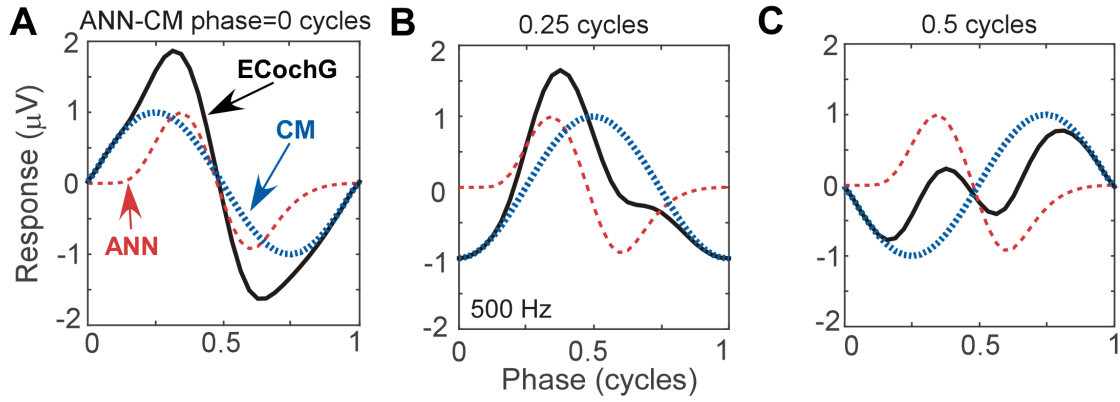 A
ANN-CM phase=0 cycles
B
0.25 cycles
C
0.5 cycles
Response (μV)
2
1
0
-1
-2
0
0.5
1
ECochG
CM
ANN
2
1
0
-1
-2
0
0.5
1
500 Hz
Phase (cycles)
2
1
0
-1
-2
0
0.5
1